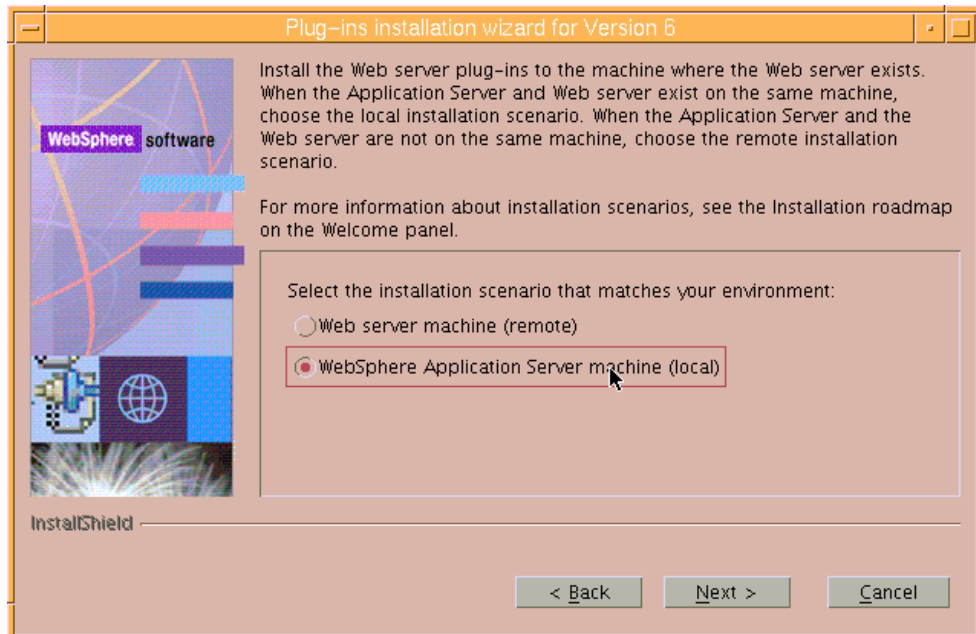 Plug-ins installation wizard for Version 6
WebSphere software
Install the Web server plug-ins to the machine where the Web server exists.
When the Application Server and Web server exist on the same machine,
choose the local installation scenario. When the Application Server and the
Web server are not on the same machine, choose the remote installation
scenario.
For more information about installation scenarios, see the Installation roadmap
on the Welcome panel.
Select the installation scenario that matches your environment:
Web server machine (remote)
WebSphere Application Server machine (local)
InstallShield
< Back
Next >
Cancel